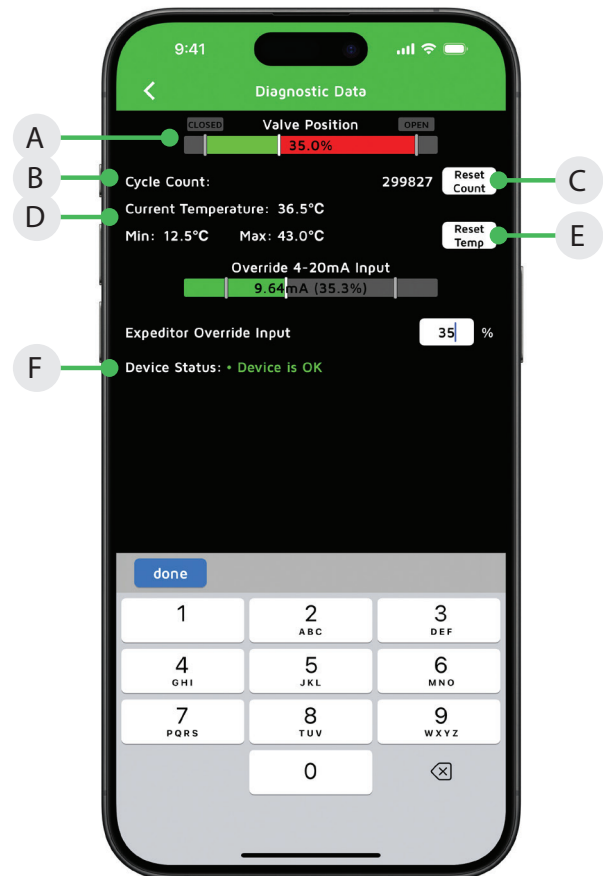 9:41
Diagnostic Data
CLOSED Valve Position OPEN
A
35.0%
B Cycle Count: 299827 Reset Count C
D Current Temperature: 36.5°C
Min: 12.5°C Max: 43.0°C Reset Temp E
Override 4-20mA Input
9.64mA (35.3%)
Expeditor Override Input 35 %
F Device Status: • Device is OK
done
1 2 3
ABC DEF
4 5 6
GHI JKL MNO
7 8 9
PQRS TUV WXYZ
0